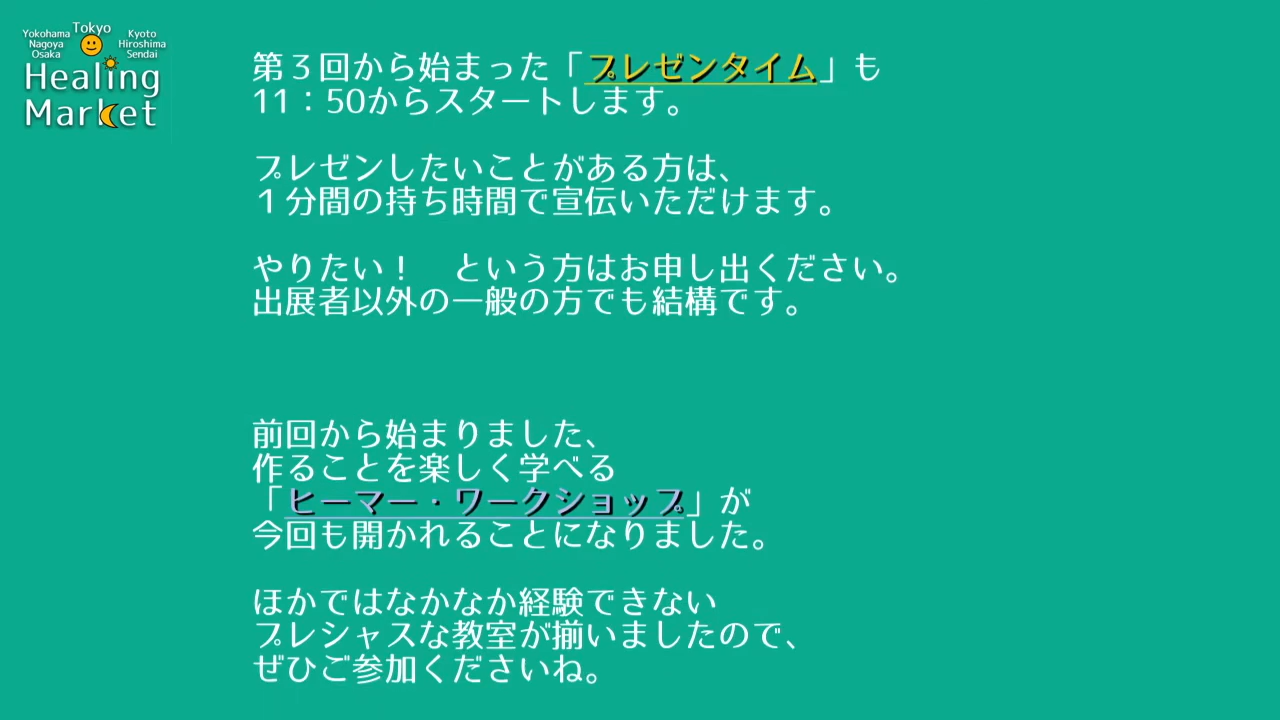 Tokyo
Yokohama Kyoto
Nagoya Hiroshima
Osaka Sendai
Healing
Market
第３回から始まった「プレゼンタイム」も
11：50からスタートします。
プレゼンしたいことがある方は、
１分間の持ち時間で宣伝いただけます。
やりたい！　という方はお申し出ください。
出展者以外の一般の方でも結構です。
前回から始まりました、
作ることを楽しく学べる
「ヒーマー・ワークショップ」が
今回も開かれることになりました。
ほかではなかなか経験できない
プレシャスな教室が揃いましたので、
ぜひご参加くださいね。